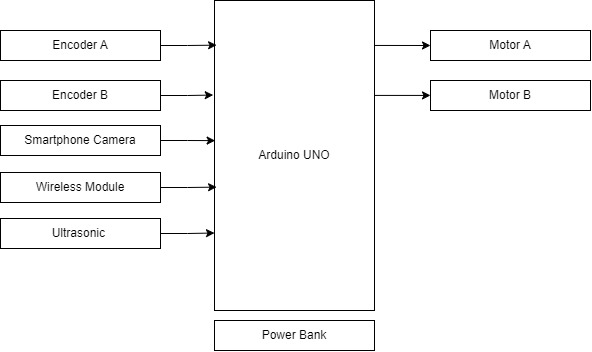 Encoder A
Encoder B
Smartphone Camera
Wireless Module
Ultrasonic
Arduino UNO
Motor A
Motor B
Power Bank